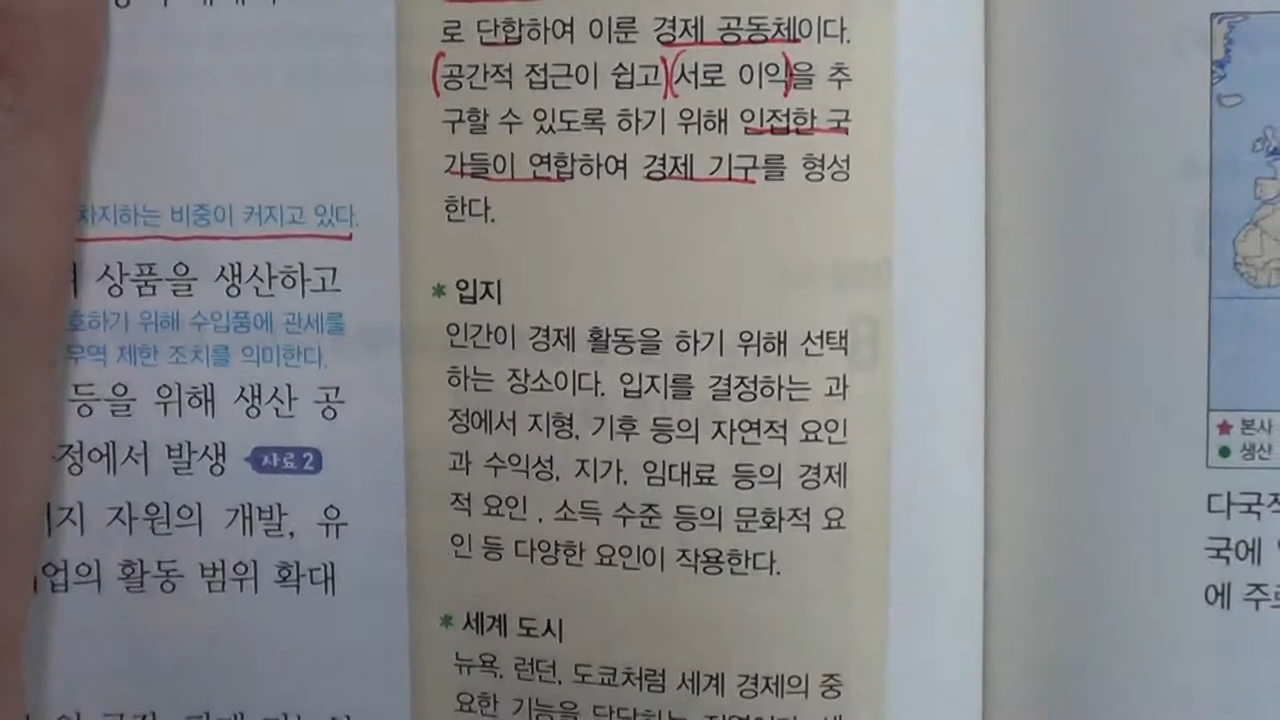 로 단합하여 이룬 경제 공동체이다.
공간적 접근이 쉽고 서로 이익을 추
구할 수 있도록 하기 위해 인접한 국
가들이 연합하여 경제 기구를 형성
한다.
차지하는 비중이 커지고 있다.
상품을 생산하고
호하기 위해 수입품에 관세를
무역 제한 조치를 의미한다.
등을 위해 생산 공
정에서 발생 자료 2
지 자원의 개발, 유
업의 활동 범위 확대
* 입지
인간이 경제 활동을 하기 위해 선택
하는 장소이다. 입지를 결정하는 과
정에서 지형, 기후 등의 자연적 요인
과 수익성, 지가, 임대료 등의 경제
적 요인 , 소득 수준 등의 문화적 요
인 등 다양한 요인이 작용한다.
* 세계 도시
뉴욕, 런던, 도쿄처럼 세계 경제의 중
요한 기능을
★ 본사
● 생산
다국적
국에
에 주로